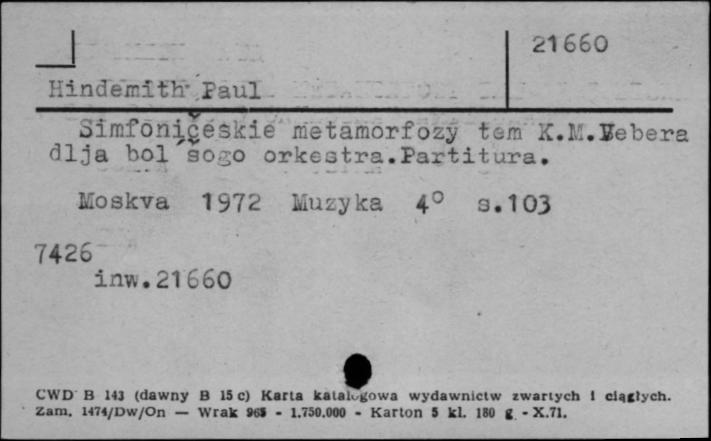 21660
Hindemith Paul
Simfoničeskie metamorfozy tem K.M.Vebera
dlja bol´šogo orkestra.Partitura.
Moskva 1972 Muzyka 4° s.103
7426
inw.21660
CWD B 143 (dawny B 15 c) Karta katalogowa wydawnictw zwartych i ciągłych.
Zam. 1474/Dw/On — Wrak 965 - 1.750.000 - Karton 5 kl. 180 g - X.71.